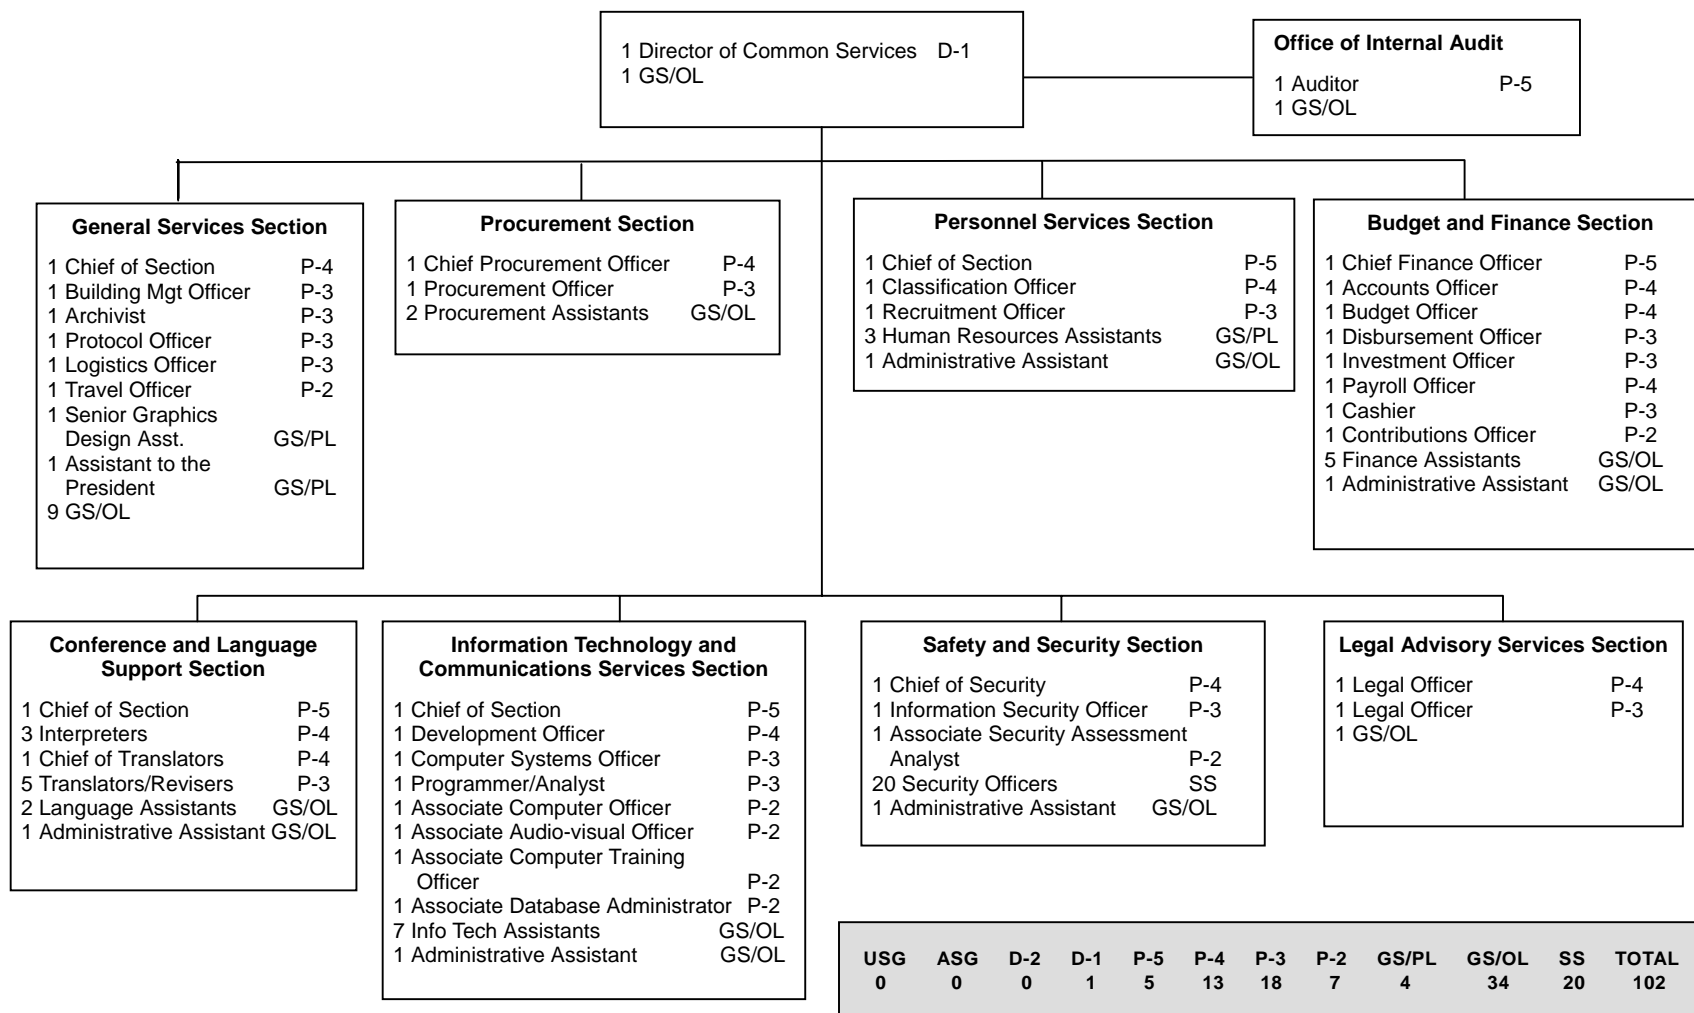 1 Director of Common Services D-1
1 GS/OL
Office of Internal Audit
1 Auditor P-5
1 GS/OL
General Services Section
1 Chief of Section P-4
1 Building Mgt Officer P-3
1 Archivist P-3
1 Protocol Officer P-3
1 Logistics Officer P-3
1 Travel Officer P-2
1 Senior Graphics
Design Asst. GS/PL
1 Assistant to the
President GS/PL
9 GS/OL
Procurement Section
1 Chief Procurement Officer P-4
1 Procurement Officer P-3
2 Procurement Assistants GS/OL
Personnel Services Section
1 Chief of Section P-5
1 Classification Officer P-4
1 Recruitment Officer P-3
3 Human Resources Assistants GS/PL
1 Administrative Assistant GS/OL
Budget and Finance Section
1 Chief Finance Officer P-5
1 Accounts Officer P-4
1 Budget Officer P-4
1 Disbursement Officer P-3
1 Investment Officer P-3
1 Payroll Officer P-4
1 Cashier P-3
1 Contributions Officer P-2
5 Finance Assistants GS/OL
1 Administrative Assistant GS/OL
Conference and Language
Support Section
1 Chief of Section P-5
3 Interpreters P-4
1 Chief of Translators P-4
5 Translators/Revisers P-3
2 Language Assistants GS/OL
1 Administrative Assistant GS/OL
Information Technology and
Communications Services Section
1 Chief of Section P-5
1 Development Officer P-4
1 Computer Systems Officer P-3
1 Programmer/Analyst P-3
1 Associate Computer Officer P-2
1 Associate Audio-visual Officer P-2
1 Associate Computer Training
Officer P-2
1 Associate Database Administrator P-2
7 Info Tech Assistants GS/OL
1 Administrative Assistant GS/OL
Safety and Security Section
1 Chief of Security P-4
1 Information Security Officer P-3
1 Associate Security Assessment
Analyst P-2
20 Security Officers SS
1 Administrative Assistant GS/OL
Legal Advisory Services Section
1 Legal Officer P-4
1 Legal Officer P-3
1 GS/OL
USG ASG D-2 D-1 P-5 P-4 P-3 P-2 GS/PL GS/OL SS TOTAL
0 0 0 1 5 13 18 7 4 34 20 102